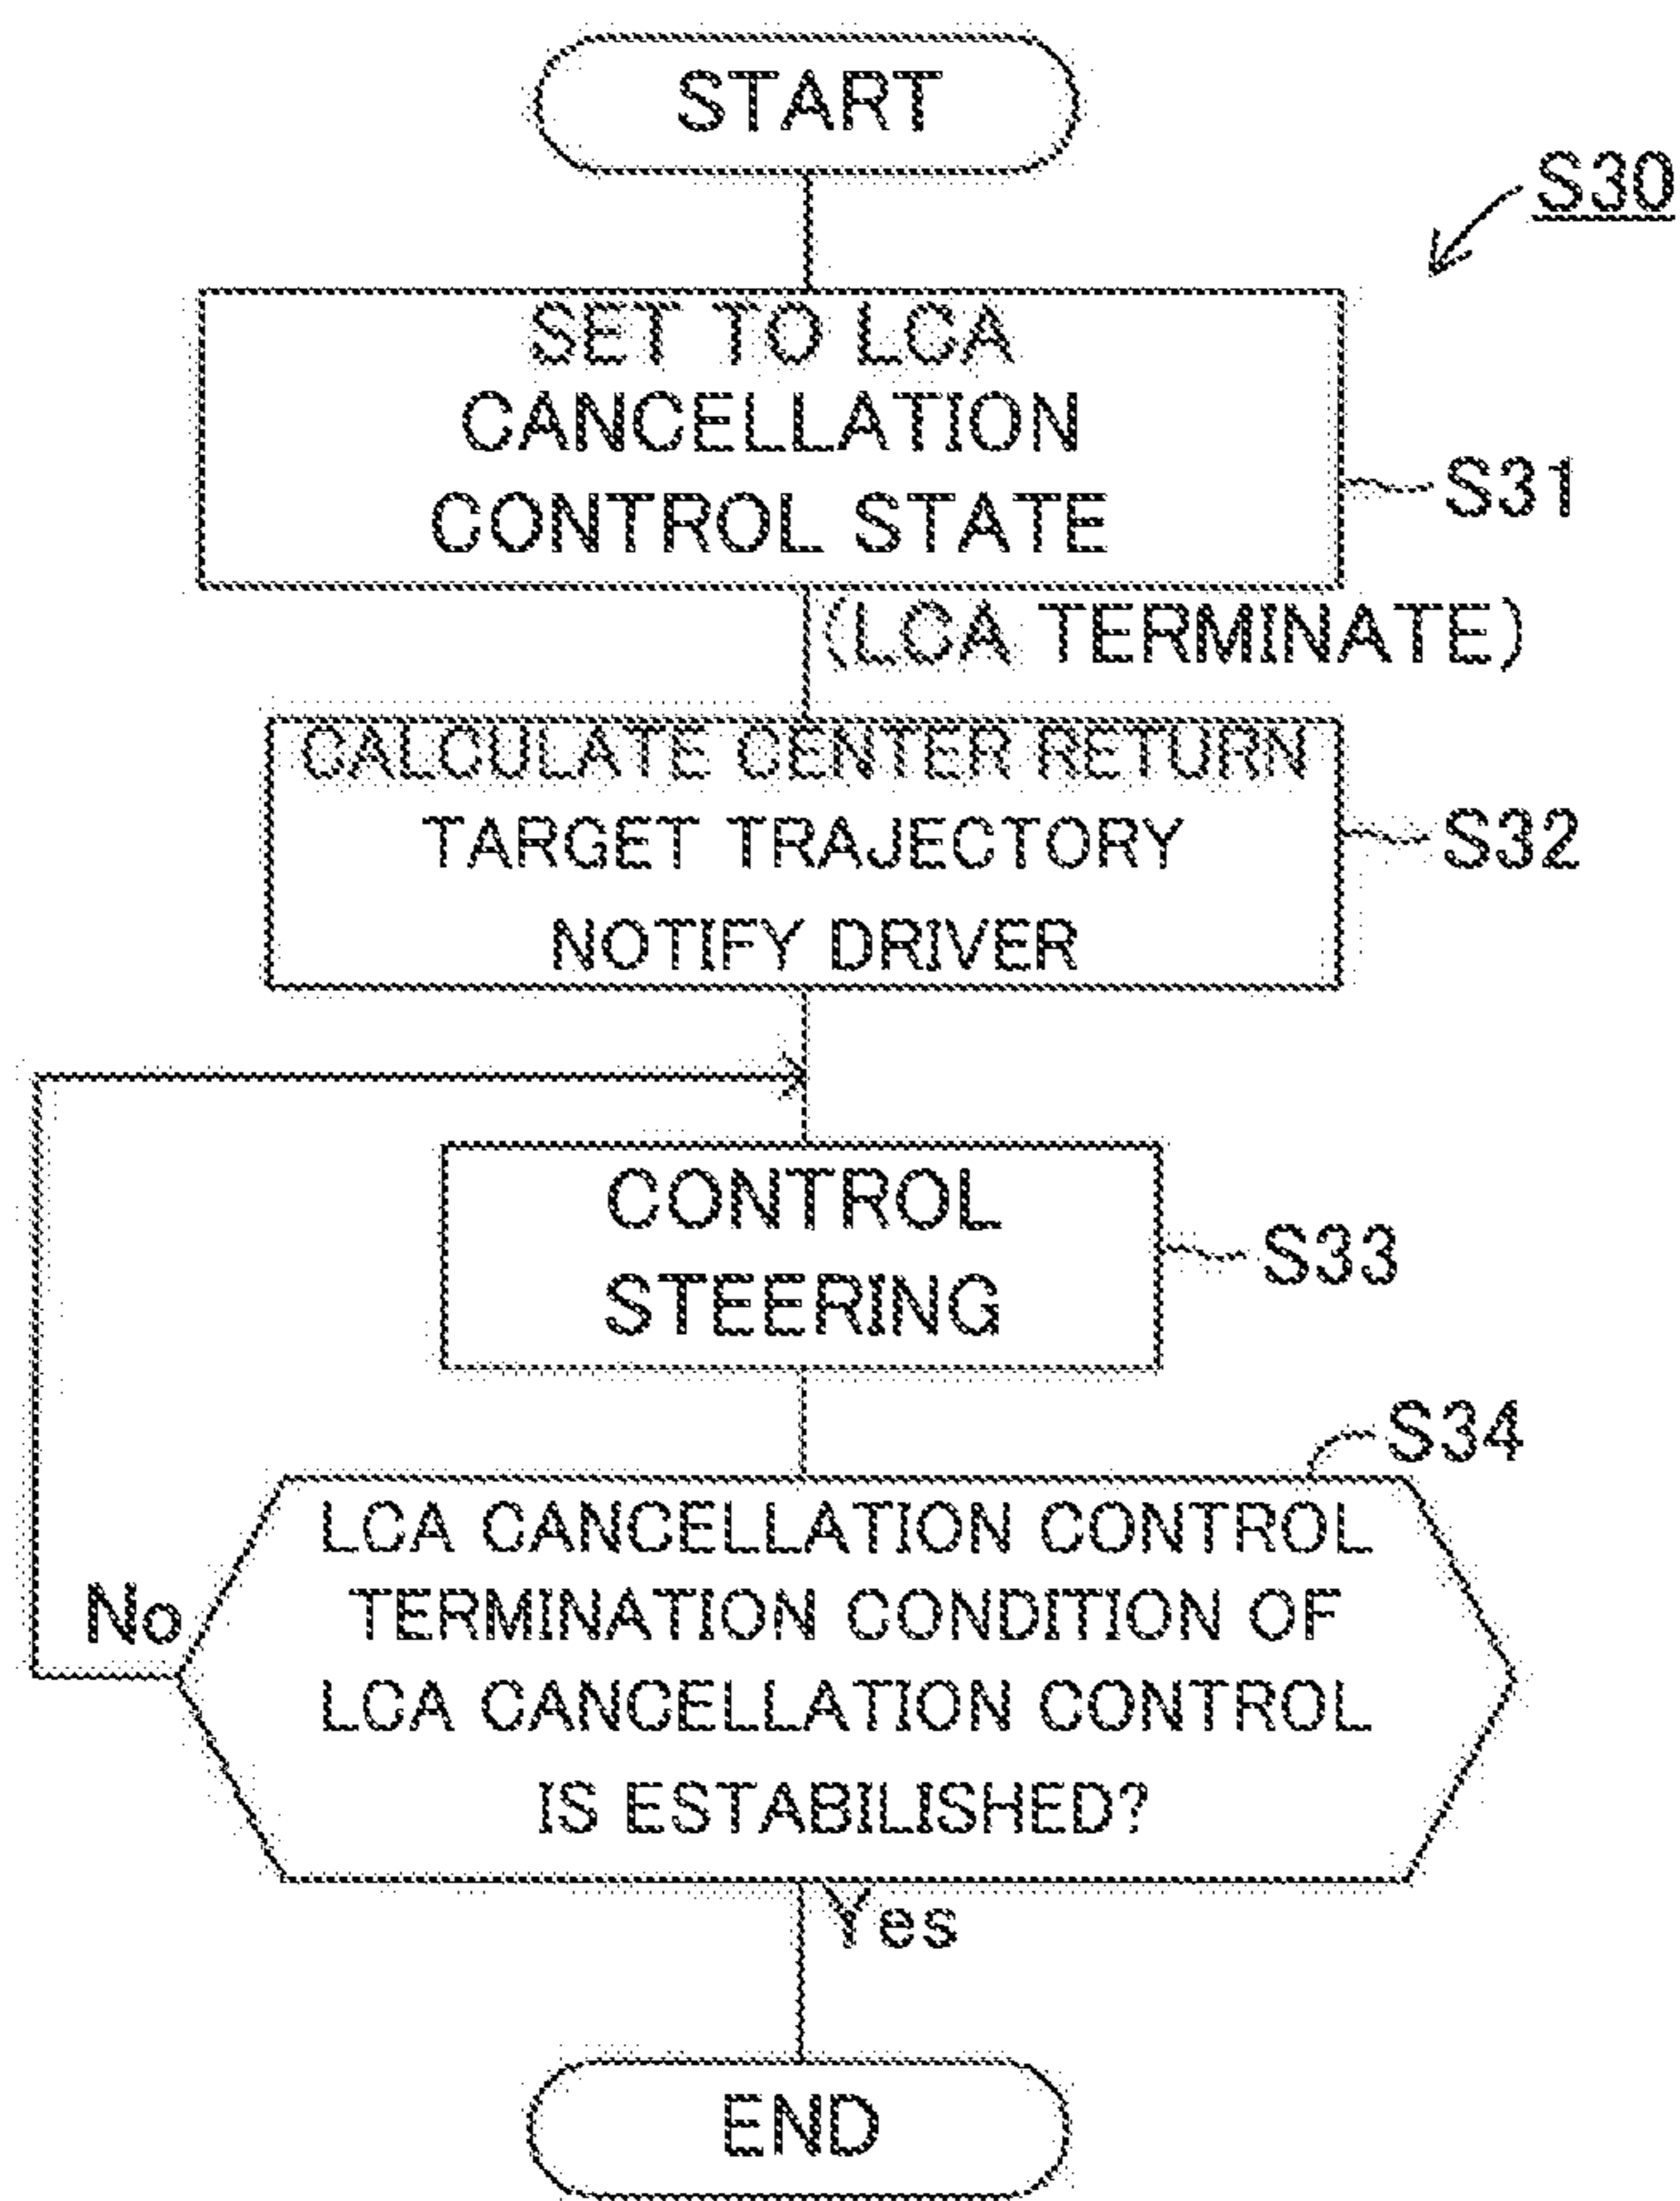 START
S30
SET TO LCA
CANCELLATION
CONTROL STATE
S31
(LCA TERMINATE)
CALCULATE CENTER RETURN
TARGET TRAJECTORY
NOTIFY DRIVER
S32
CONTROL
STEERING
S33
S34
LCA CANCELLATION CONTROL
TERMINATION CONDITION OF
LCA CANCELLATION CONTROL
IS ESTABILISHED?
No
Yes
END